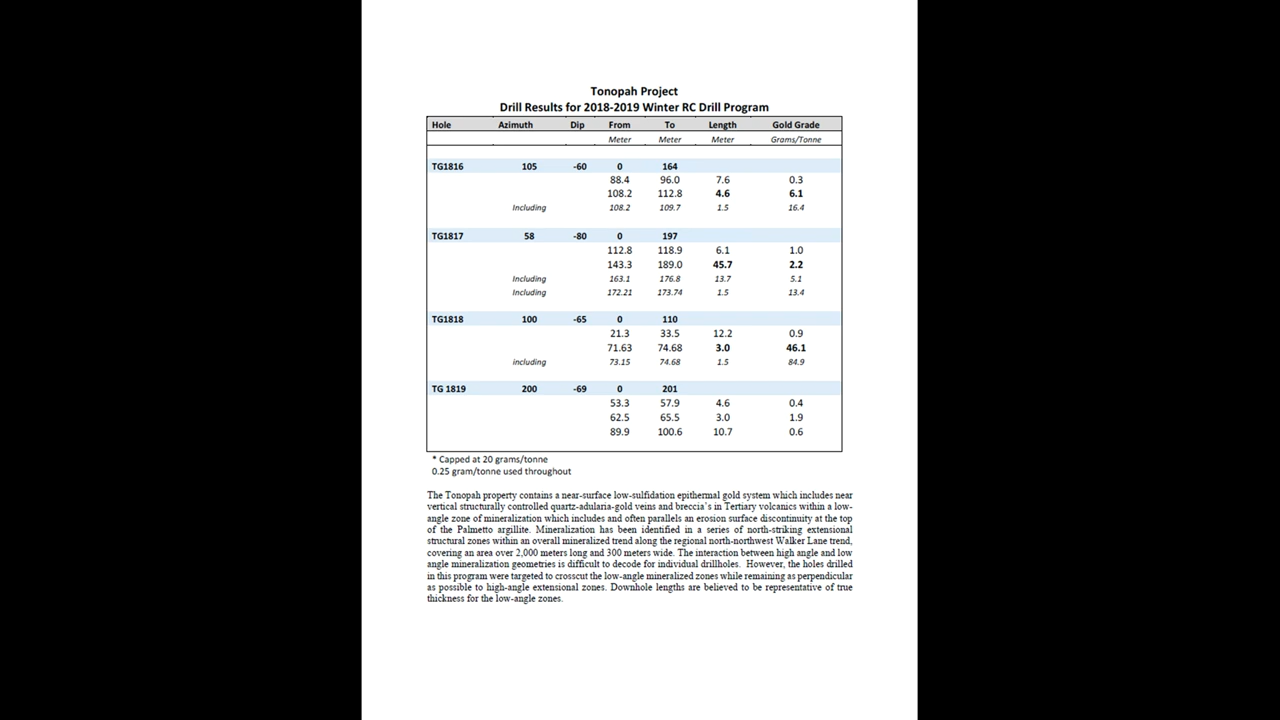 Tonopah Project
Drill Results for 2018-2019 Winter RC Drill Program
Hole Azimuth Dip From To Length Gold Grade
Meter Meter Meter Grams/Tonne
TG1816 105 -60 0 164
88.4 96.0 7.6 0.3
108.2 112.8 4.6 6.1
Including 108.2 109.7 1.5 16.4
TG1817 58 -80 0 197
112.8 118.9 6.1 1.0
143.3 189.0 45.7 2.2
Including 163.1 176.8 13.7 5.1
Including 172.21 173.74 1.5 13.4
TG1818 100 -65 0 110
21.3 33.5 12.2 0.9
71.63 74.68 3.0 46.1
including 73.15 74.68 1.5 84.9
TG 1819 200 -69 0 201
53.3 57.9 4.6 0.4
62.5 65.5 3.0 1.9
89.9 100.6 10.7 0.6
* Capped at 20 grams/tonne
0.25 gram/tonne used throughout
The Tonopah property contains a near-surface low-sulfidation epithermal gold system which includes near
vertical structurally controlled quartz-adularia-gold veins and breccia's in Tertiary volcanics within a low-
angle zone of mineralization which includes and often parallels an erosion surface discontinuity at the top
of the Palmetto argillite. Mineralization has been identified in a series of north-striking extensional
structural zones within an overall mineralized trend along the regional north-northwest Walker Lane trend,
covering an area over 2,000 meters long and 300 meters wide. The interaction between high angle and low
angle mineralization geometries is difficult to decode for individual drillholes. However, the holes drilled
in this program were targeted to crosscut the low-angle mineralized zones while remaining as perpendicular
as possible to high-angle extensional zones. Downhole lengths are believed to be representative of true
thickness for the low-angle zones.